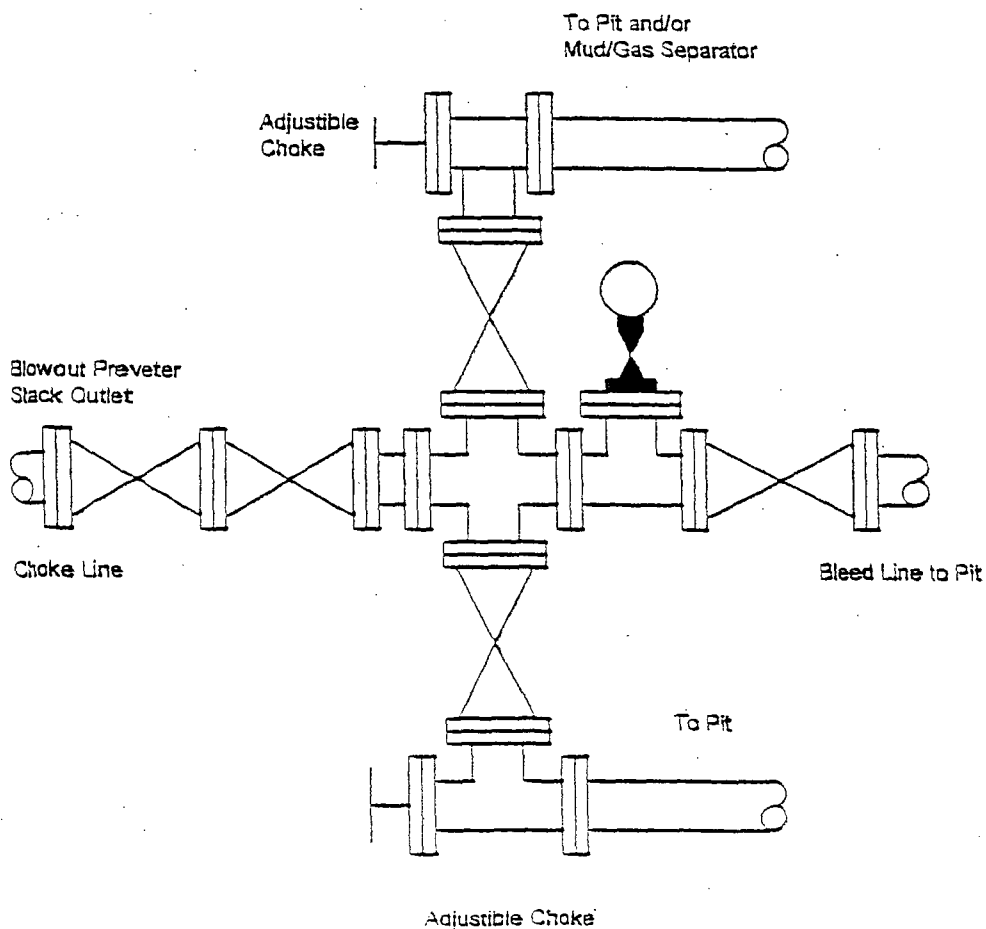 To Pit and/or
Mud/Gas Separator
Adjustible
Choke
Blowout Preveter
Stack Outlet
Choke Line
Bleed Line to Pit
To Pit
Adjustible Choke